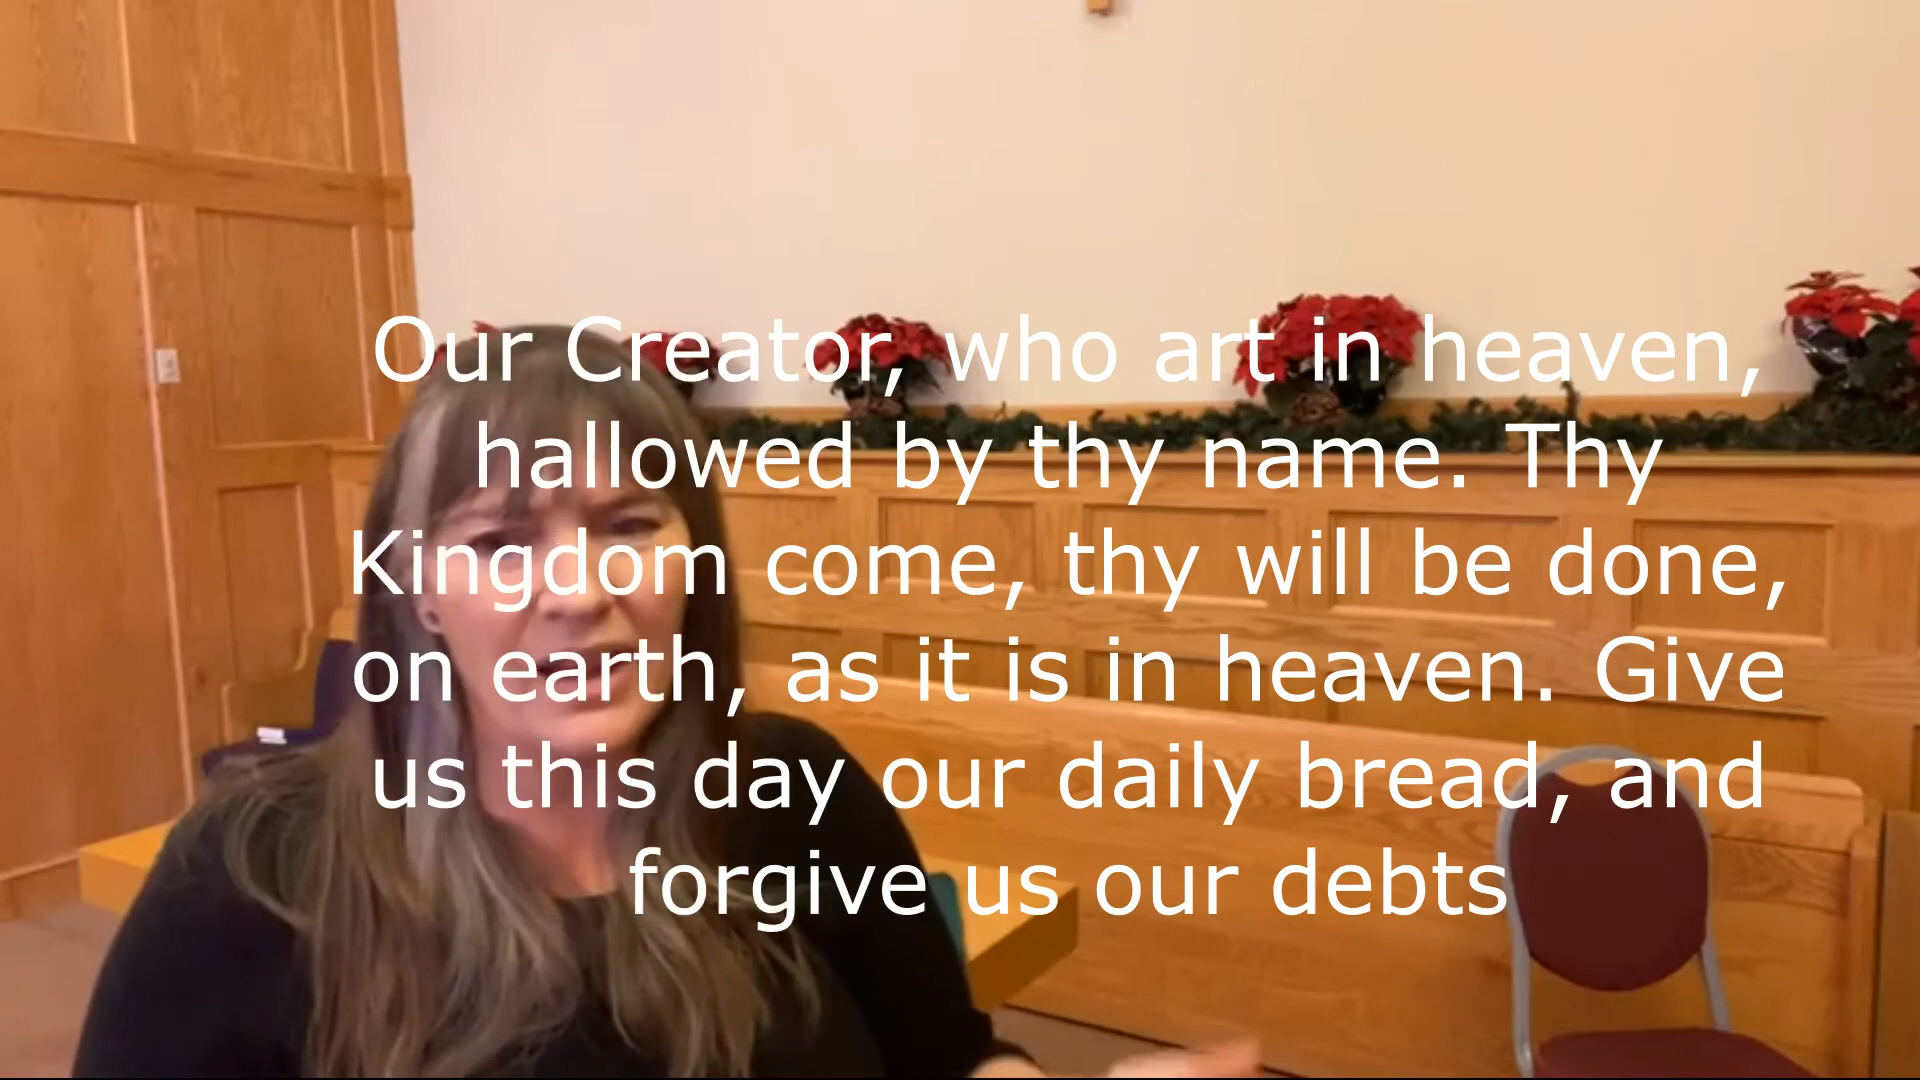 Our Creator, who art in heaven,
hallowed by thy name. Thy
Kingdom come, thy will be done,
on earth, as it is in heaven. Give
us this day our daily bread, and
forgive us our debts